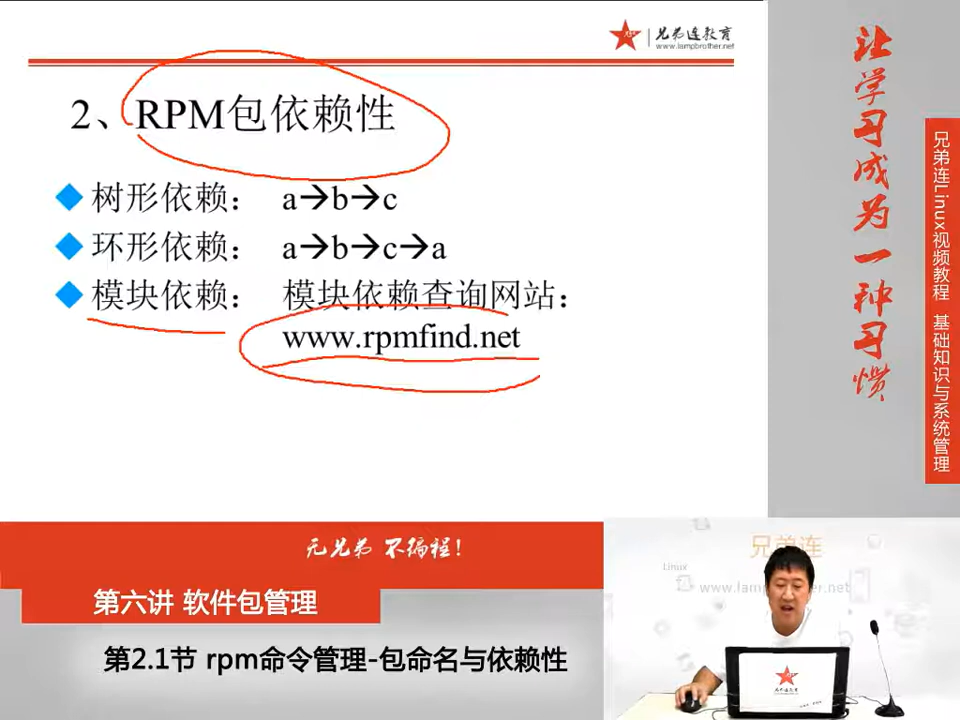 兄弟连教育
www.lampbrother.net
2、RPM包依赖性
树形依赖： a→b→c
环形依赖： a→b→c→a
模块依赖： 模块依赖查询网站：
www.rpmfind.net
让学习成为一种习惯
兄弟连Linux视频教程 基础知识与系统管理
无兄弟 不编程！
第六讲 软件包管理
第2.1节 rpm命令管理-包命名与依赖性
兄弟连
Linux
兄弟连教育